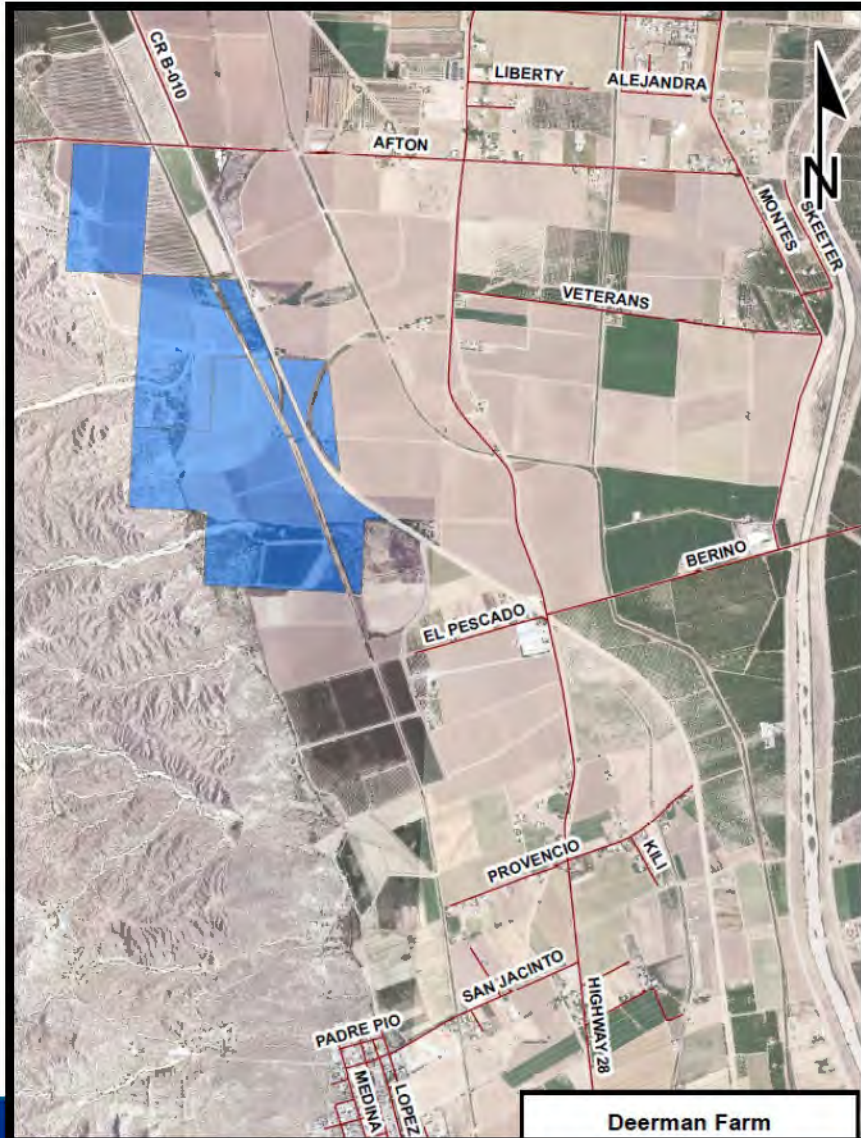 CR B-010
LIBERTY
ALEJANDRA
AFTON
N
MONTES
SKEETER
VETERANS
BERINO
EL PESCADO
PROVENCIO
KILI
SAN JACINTO
HIGHWAY 28
PADRE PIO
MEDINA
LOPEZ
Deerman Farm